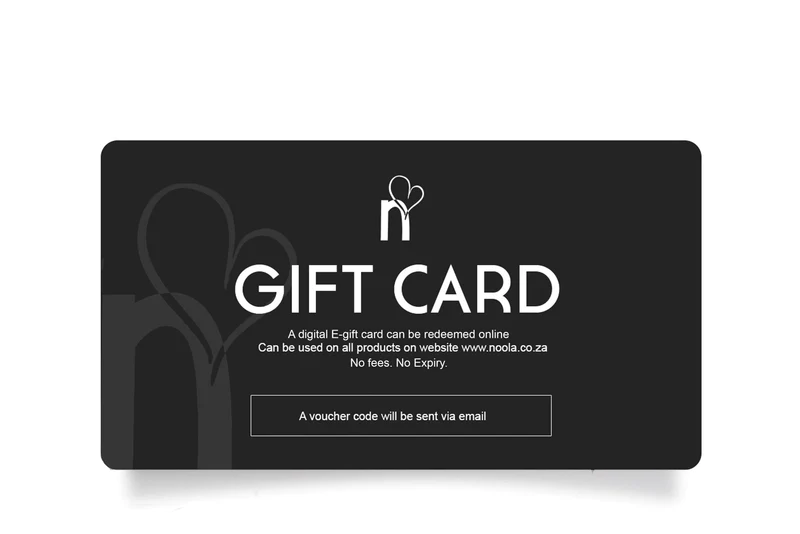 n
GIFT CARD
A digital E-gift card can be redeemed online
Can be used on all products on website www.noola.co.za
No fees. No Expiry.
A voucher code will be sent via email